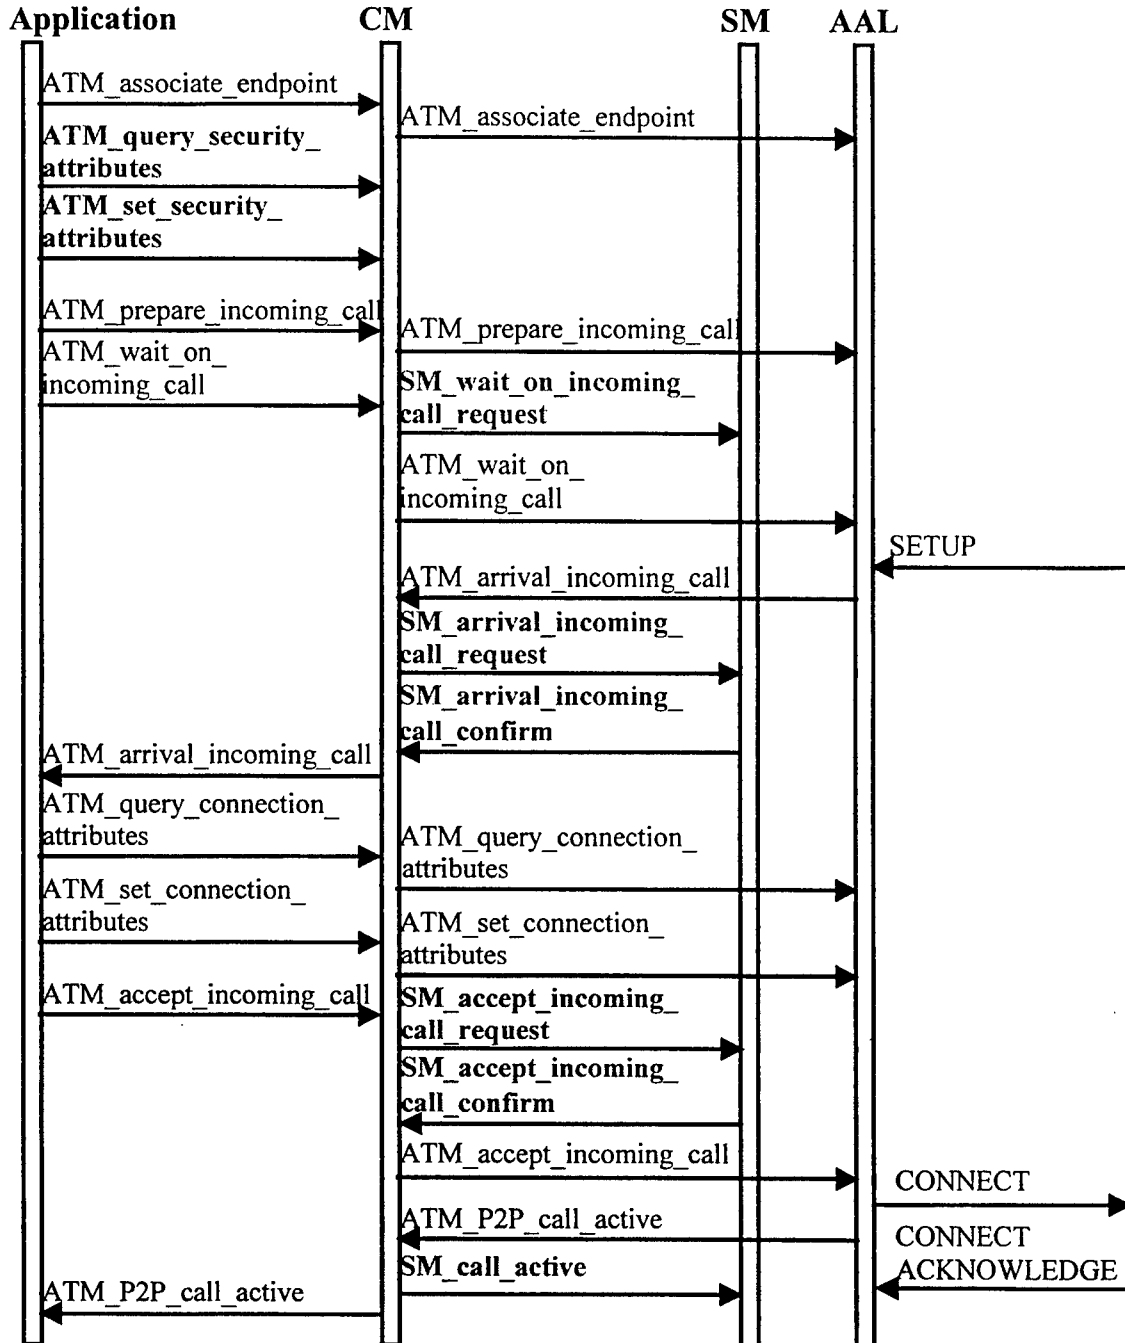 Application CM SM AAL
ATM_associate_endpoint
ATM_associate_endpoint
ATM_query_security_
attributes
ATM_set_security_
attributes
ATM_prepare_incoming_call
ATM_prepare_incoming_call
ATM_wait_on_
incoming_call
SM_wait_on_incoming_
call_request
ATM_wait_on_
incoming_call
SETUP
ATM_arrival_incoming_call
SM_arrival_incoming_
call_request
SM_arrival_incoming_
call_confirm
ATM_arrival_incoming_call
ATM_query_connection_
attributes
ATM_query_connection_
attributes
ATM_set_connection_
attributes
ATM_set_connection_
attributes
ATM_accept_incoming_call
SM_accept_incoming_
call_request
SM_accept_incoming_
call_confirm
ATM_accept_incoming_call
CONNECT
ATM_P2P_call_active
CONNECT
ACKNOWLEDGE
SM_call_active
ATM_P2P_call_active